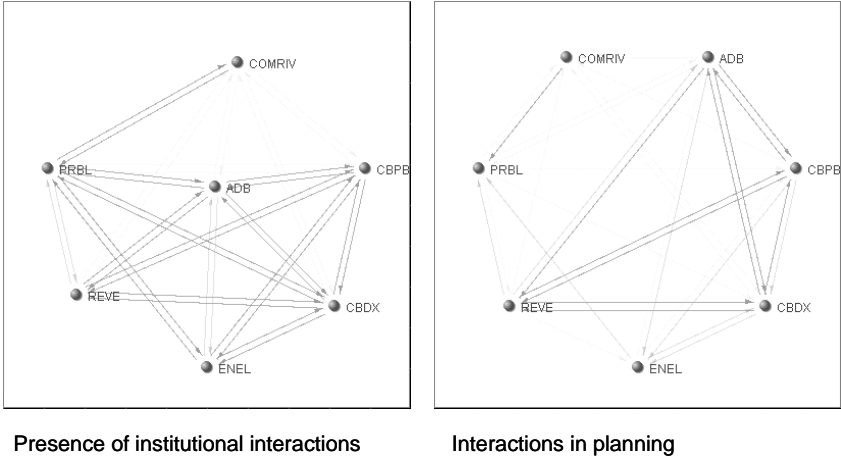 COMRIV
PRBL
ADB
CBPB
REVE
CBDX
ENEL
Presence of institutional interactions
COMRIV
ADB
PRBL
CBPB
REVE
CBDX
ENEL
Interactions in planning